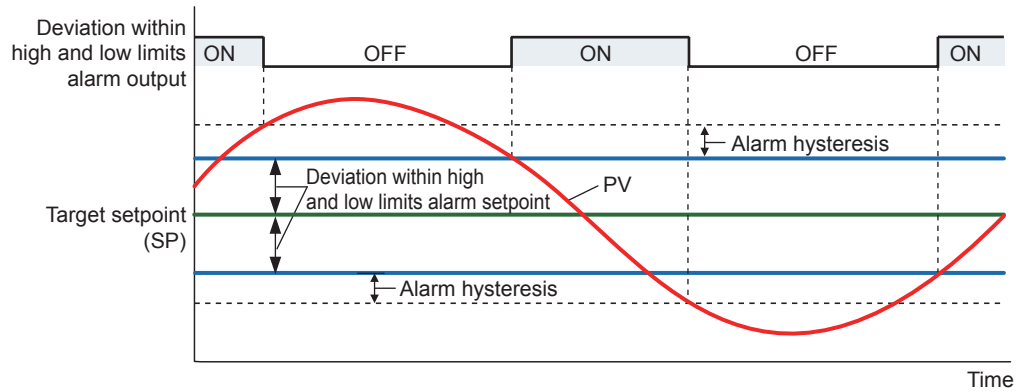 Deviation within
high and low limits
alarm output
ON
OFF
ON
OFF
ON
Alarm hysteresis
Deviation within high
and low limits alarm setpoint
PV
Target setpoint
(SP)
Alarm hysteresis
Time